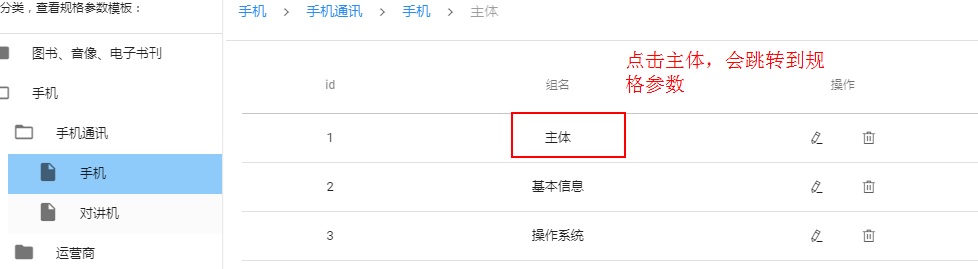 分类，查看规格参数模板：
手机 > 手机通讯 > 手机 > 主体
图书、音像、电子书刊
手机
手机通讯
手机
对讲机
运营商
点击主体，会跳转到规
格参数
id 组名 操作
1 主体
2 基本信息
3 操作系统